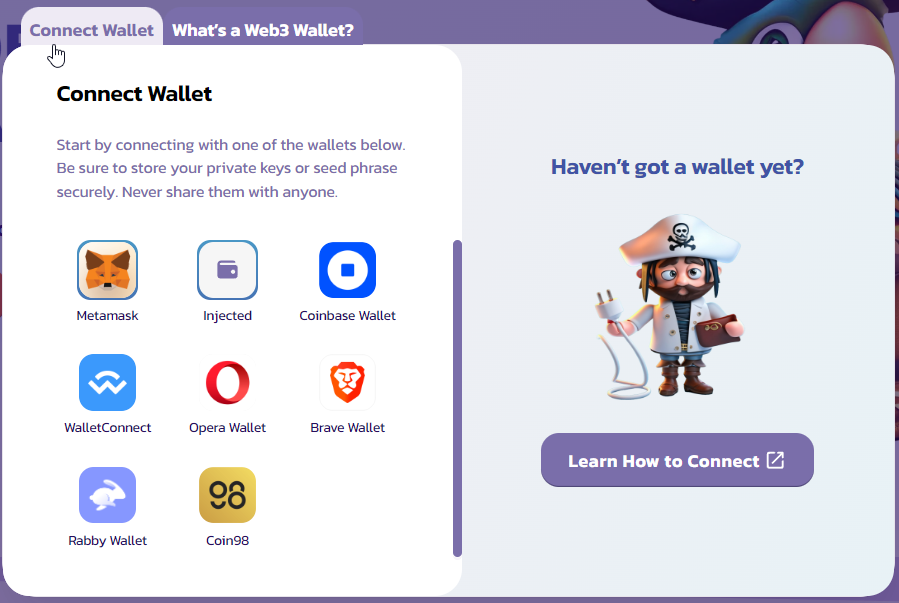 Connect Wallet
What's a Web3 Wallet?
Connect Wallet
Start by connecting with one of the wallets below.
Be sure to store your private keys or seed phrase
securely. Never share them with anyone.
Metamask
Injected
Coinbase Wallet
WalletConnect
Opera Wallet
Brave Wallet
Rabby Wallet
98
Coin98
Haven't got a wallet yet?
Learn How to Connect